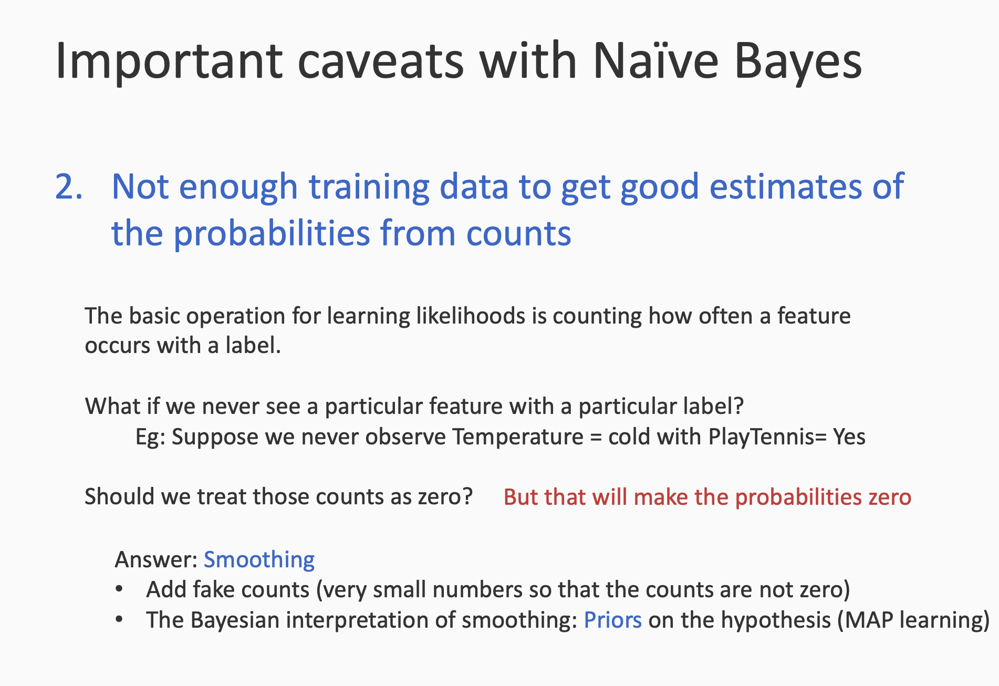 Important caveats with Naïve Bayes
2. Not enough training data to get good estimates of
the probabilities from counts
The basic operation for learning likelihoods is counting how often a feature
occurs with a label.
What if we never see a particular feature with a particular label?
Eg: Suppose we never observe Temperature = cold with PlayTennis= Yes
Should we treat those counts as zero? But that will make the probabilities zero
Answer: Smoothing
• Add fake counts (very small numbers so that the counts are not zero)
• The Bayesian interpretation of smoothing: Priors on the hypothesis (MAP learning)